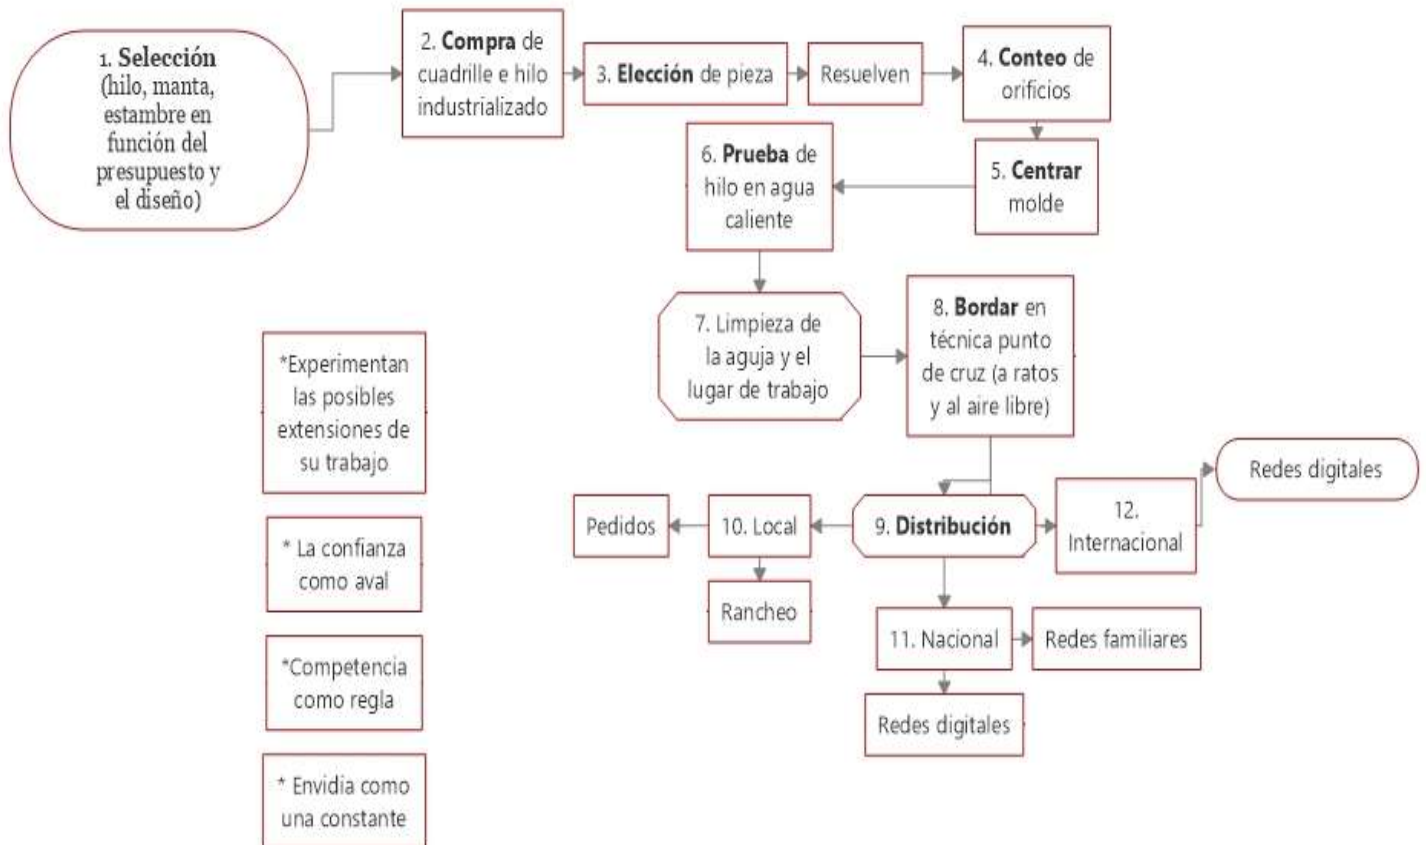 1. Selección
(hilo, manta,
estambre en
función del
presupuesto y
el diseño)
2. Compra de
cuadrille e hilo
industrializado
3. Elección de pieza
Resuelven
4. Conteo de
orificios
5. Centrar
molde
6. Prueba de
hilo en agua
caliente
7. Limpieza de
la aguja y el
lugar de trabajo
8. Bordar en
técnica punto
de cruz (a ratos
y al aire libre)
9. Distribución
10. Local
Pedidos
Rancheo
11. Nacional
Redes familiares
Redes digitales
12.
Internacional
Redes digitales
*Experimentan
las posibles
extensiones de
su trabajo
* La confianza
como aval
*Competencia
como regla
* Envidia como
una constante